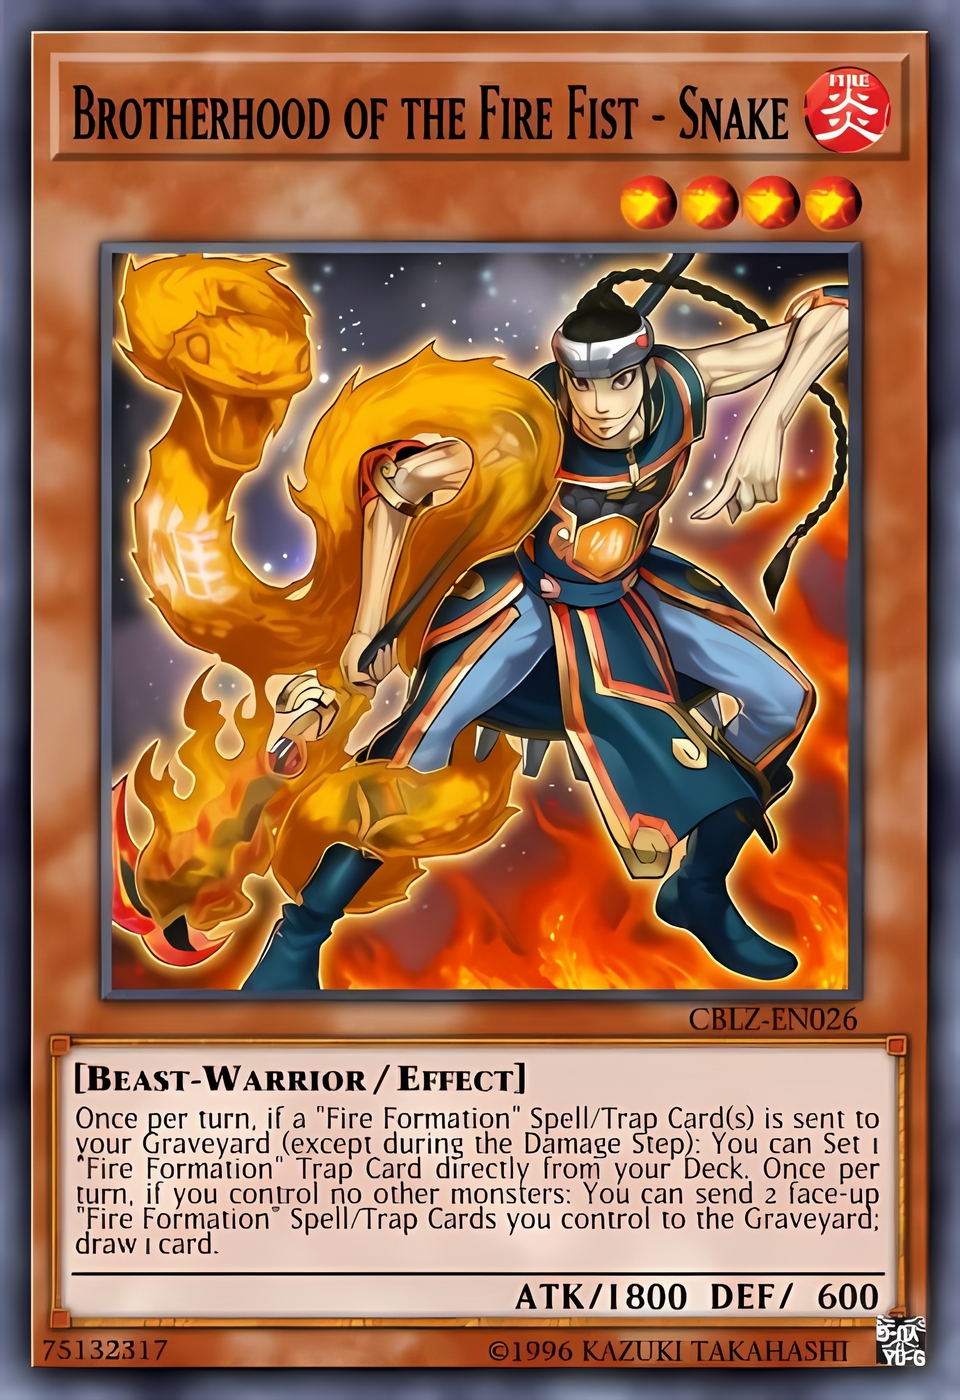 Brotherhood of the Fire Fist - Snake
FIRE
炎
CBLZ-EN026
[Beast-Warrior / Effect]
Once per turn, if a "Fire Formation" Spell/Trap Card(s) is sent to
your Graveyard (except during the Damage Step): You can Set 1
"Fire Formation" Trap Card directly from your Deck. Once per
turn, if you control no other monsters: You can send 2 face-up
"Fire Formation" Spell/Trap Cards you control to the Graveyard;
draw 1 card.
ATK/1800 DEF/ 600
75132317
©1996 KAZUKI TAKAHASHI